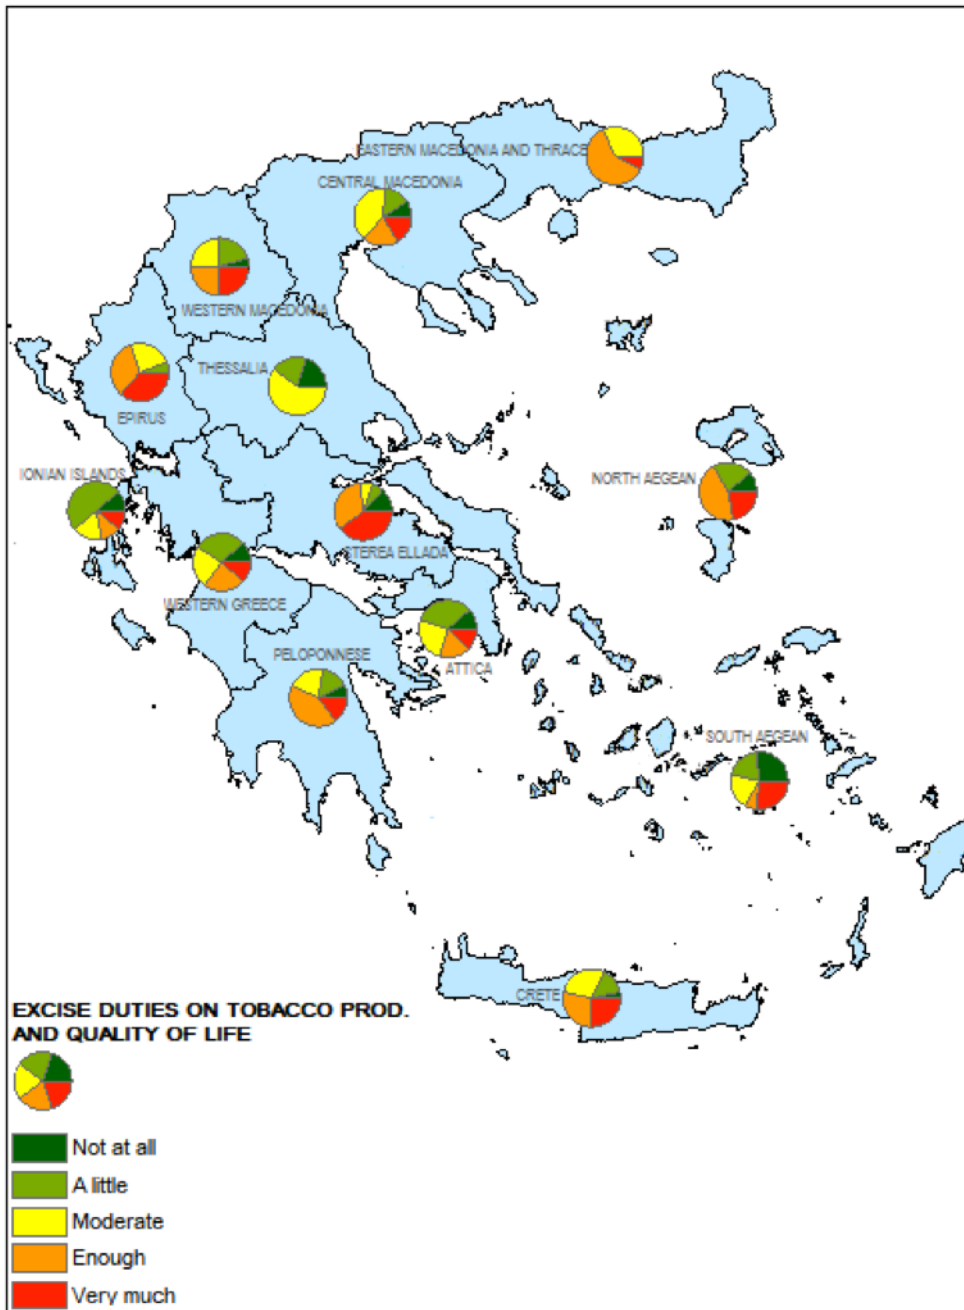 EASTERN MACEDONIA AND THRACE
CENTRAL MACEDONIA
WESTERN MACEDONIA
THESSALIA
EPIRUS
IONIAN ISLANDS
NORTH AEGEAN
STEREA ELLADA
WESTERN GREECE
PELOPONNESE
ATTICA
SOUTH AEGEAN
CRETE
EXCISE DUTIES ON TOBACCO PROD.
AND QUALITY OF LIFE
Not at all
A little
Moderate
Enough
Very much